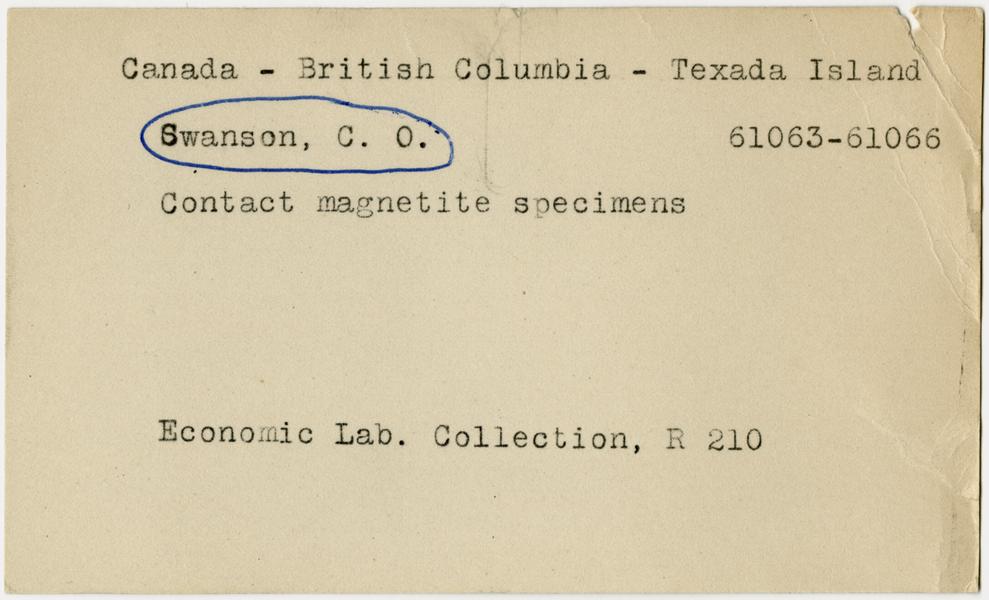 Canada - British Columbia - Texada Island
Swanson, C. O. 61063-61066
Contact magnetite specimens
Economic Lab. Collection, R 210